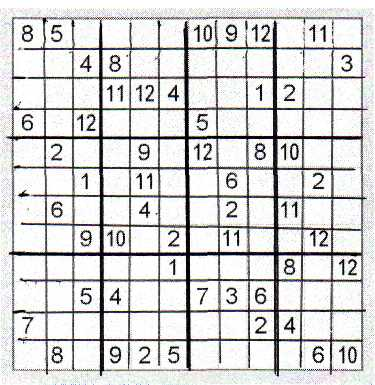 8 5 10 9 12 11
4 8 3
11 12 4 1 2
6 12 5
2 9 12 8 10
1 11 6 2
6 4 2 11
9 10 2 11 12
1 8 12
5 4 7 3 6
7 2 4
8 9 2 5 6 10